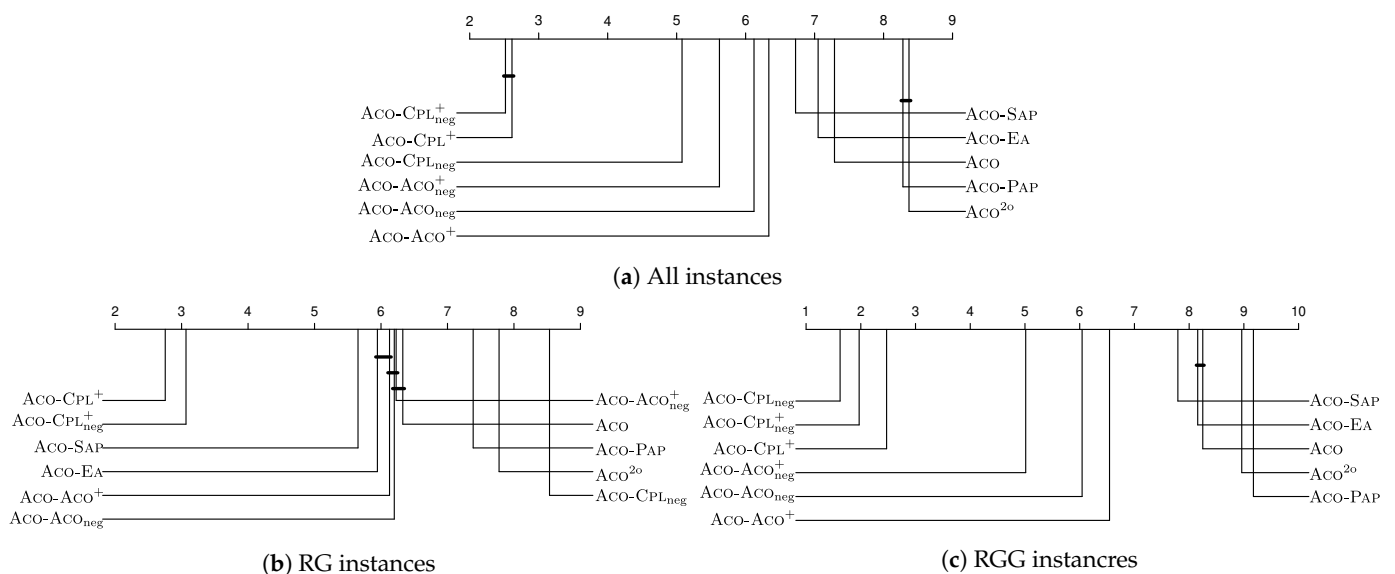 2 3 4 5 6 7 8 9
Aco-Cpl⁺neg
Aco-Cpl⁺
Aco-Cplneg
Aco-Aco⁺neg
Aco-Aconeg
Aco-Aco⁺
Aco-Sap
Aco-Ea
Aco
Aco-Pap
Aco²ᵒ
(a) All instances
2 3 4 5 6 7 8 9
Aco-Cpl⁺
Aco-Cpl⁺neg
Aco-Sap
Aco-Ea
Aco-Aco⁺
Aco-Aconeg
Aco-Aco⁺neg
Aco
Aco-Pap
Aco²ᵒ
Aco-Cplneg
(b) RG instances
1 2 3 4 5 6 7 8 9 10
Aco-Cplneg
Aco-Cpl⁺neg
Aco-Cpl⁺
Aco-Aco⁺neg
Aco-Aconeg
Aco-Aco⁺
Aco-Sap
Aco-Ea
Aco
Aco²ᵒ
Aco-Pap
(c) RGG instancres